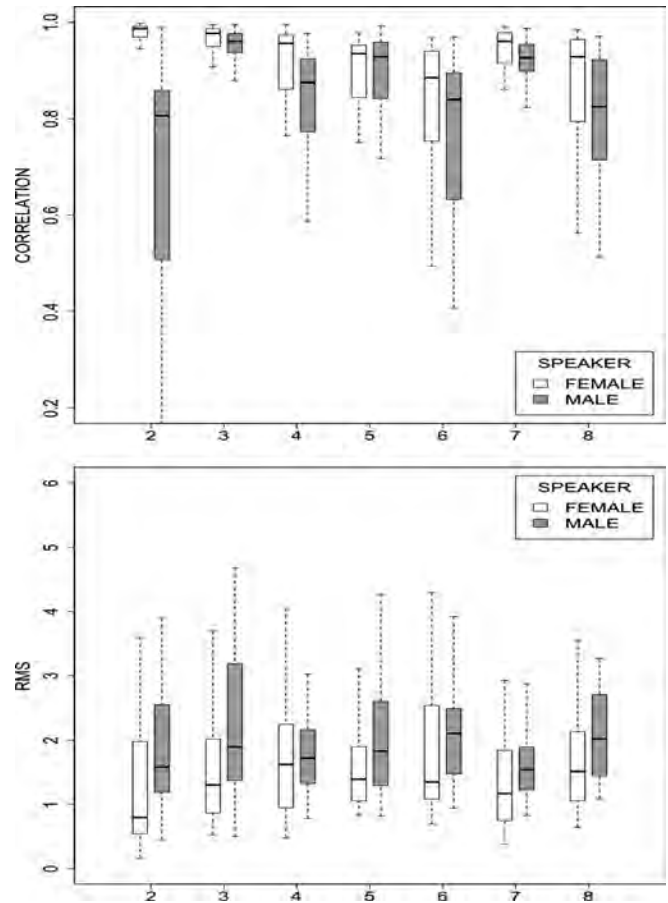 1.0
0.8
0.6
0.4
0.2
CORRELATION
SPEAKER
FEMALE
MALE
2 3 4 5 6 7 8
6
5
4
3
2
1
0
RMS
SPEAKER
FEMALE
MALE
2 3 4 5 6 7 8